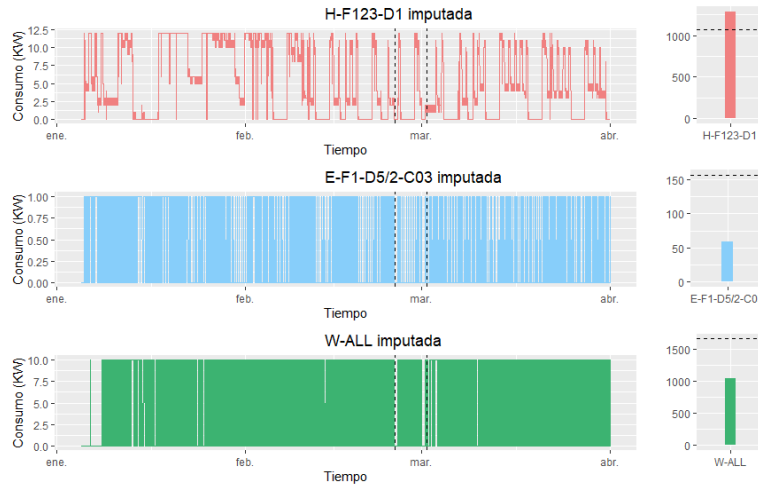 H-F123-D1 imputada
Consumo (KW)
12.5
10.0
7.5
5.0
2.5
0.0
ene.
feb.
mar.
abr.
Tiempo
1000
500
0
H-F123-D1
E-F1-D5/2-C03 imputada
Consumo (KW)
1.00
0.75
0.50
0.25
0.00
ene.
feb.
mar.
abr.
Tiempo
150
100
50
0
E-F1-D5/2-C0
W-ALL imputada
Consumo (KW)
10.0
7.5
5.0
2.5
0.0
ene.
feb.
mar.
abr.
Tiempo
1500
1000
500
0
W-ALL